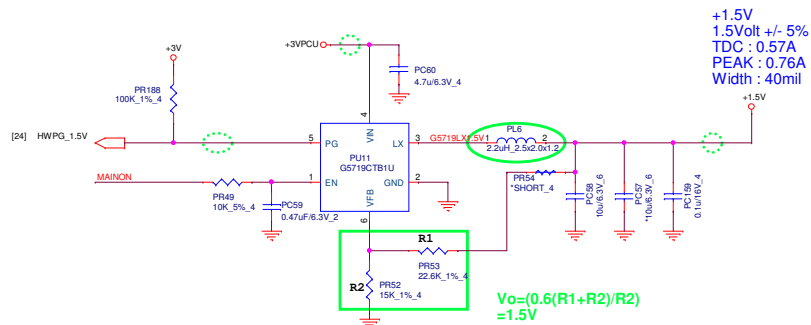 +1.5V
1.5Volt +/- 5%
TDC : 0.57A
PEAK : 0.76A
Width : 40mil
+3V
+3VPCU
PC60
4.7u/6.3V_4
+1.5V
PR188
100K_1%_4
[24] HWPG_1.5V
5 PG
4 VIN
LX 3
G5719LX1.5V
1 PL6 2
2.2uH_2.5x2.0x1.2
PU11
G5719CTB1U
MAINON
PR49
10K_5%_4
1 EN
GND 2
VFB
6
PC59
0.47uF/6.3V_2
PR54
*SHORT_4
PC58
10u/6.3V_6
PC57
*10u/6.3V_6
PC159
0.1u/16V_4
R1
PR53
22.6K_1%_4
R2
PR52
15K_1%_4
Vo=(0.6(R1+R2)/R2)
=1.5V